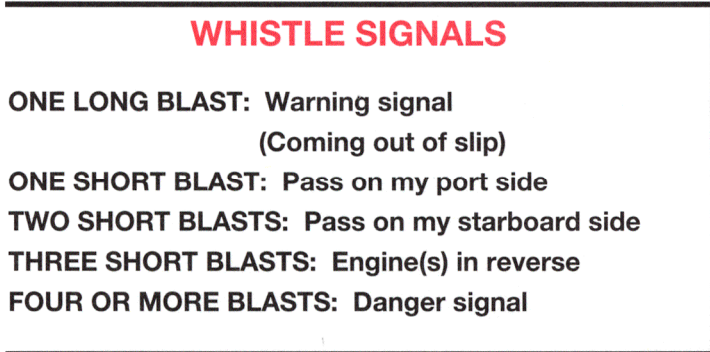 WHISTLE SIGNALS
ONE LONG BLAST: Warning signal
(Coming out of slip)
ONE SHORT BLAST: Pass on my port side
TWO SHORT BLASTS: Pass on my starboard side
THREE SHORT BLASTS: Engine(s) in reverse
FOUR OR MORE BLASTS: Danger signal